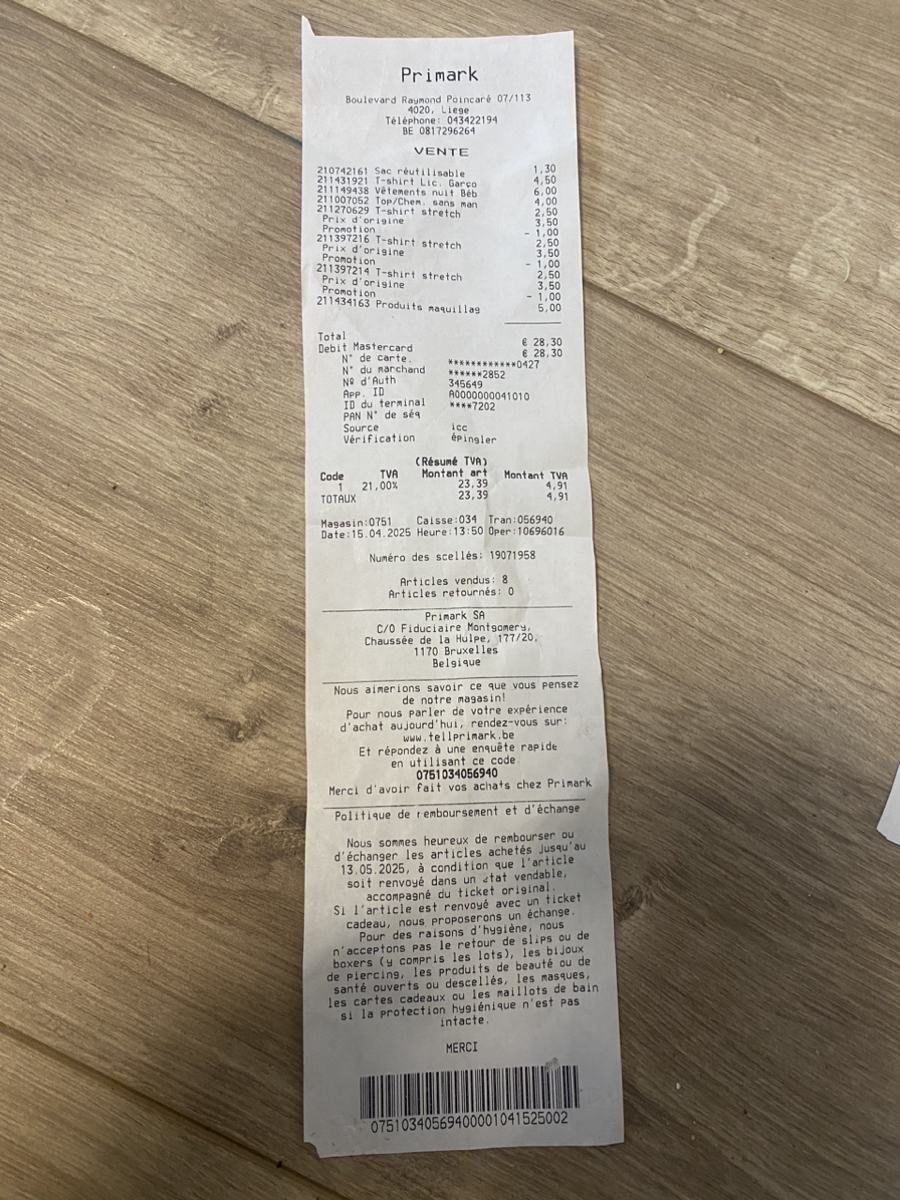 Primark
Boulevard Raymond Poincaré 07/113
4020, Liege
Téléphone: 043422194
BE 0817296264
VENTE
210742161 Sac réutilisable 1,30
211431921 T-shirt Lic. Garço 4,50
211149438 Vêtements nuit Béb 6,00
211007052 Top/Chem. sans man 4,00
211270629 T-shirt stretch 2,50
Prix d'origine 3,50
Promotion - 1,00
211397216 T-shirt stretch 2,50
Prix d'origine 3,50
Promotion - 1,00
211397214 T-shirt stretch 2,50
Prix d'origine 3,50
Promotion - 1,00
211434163 Produits maquillag 5,00
Total € 28,30
Debit Mastercard € 28,30
N° de carte. ************0427
N° du marchand ******2852
Nº d'Auth 345649
App. ID A0000000041010
ID du terminal ****7202
PAN N° de séq
Source icc
Vérification épingler
(Résumé TVA)
Code TVA Montant art Montant TVA
1 21,00% 23,39 4,91
TOTAUX 23,39 4,91
Magasin:0751 Caisse:034 Tran:056940
Date:15.04.2025 Heure:13:50 Oper:10696016
Numéro des scellés: 19071958
Articles vendus: 8
Articles retournés: 0
Primark SA
C/O Fiduciaire Montgomery,
Chaussée de la Hulpe, 177/20,
1170 Bruxelles
Belgique
Nous aimerions savoir ce que vous pensez
de notre magasin!
Pour nous parler de votre expérience
d'achat aujourd'hui, rendez-vous sur:
www.tellprimark.be
Et répondez à une enquête rapide
en utilisant ce code:
0751034056940
Merci d'avoir fait vos achats chez Primark
Politique de remboursement et d'échange
Nous sommes heureux de rembourser ou
d'échanger les articles achetés jusqu'au
13.05.2025, à condition que l'article
soit renvoyé dans un état vendable,
accompagné du ticket original.
Si l'article est renvoyé avec un ticket
cadeau, nous proposerons un échange.
Pour des raisons d'hygiène, nous
n'acceptons pas le retour de slips ou de
boxers (y compris les lots), les bijoux
de piercing, les produits de beauté ou de
santé ouverts ou descellés, les masques,
les cartes cadeaux ou les maillots de bain
si la protection hygiénique n'est pas
intacte.
MERCI
07510340569400001041525002